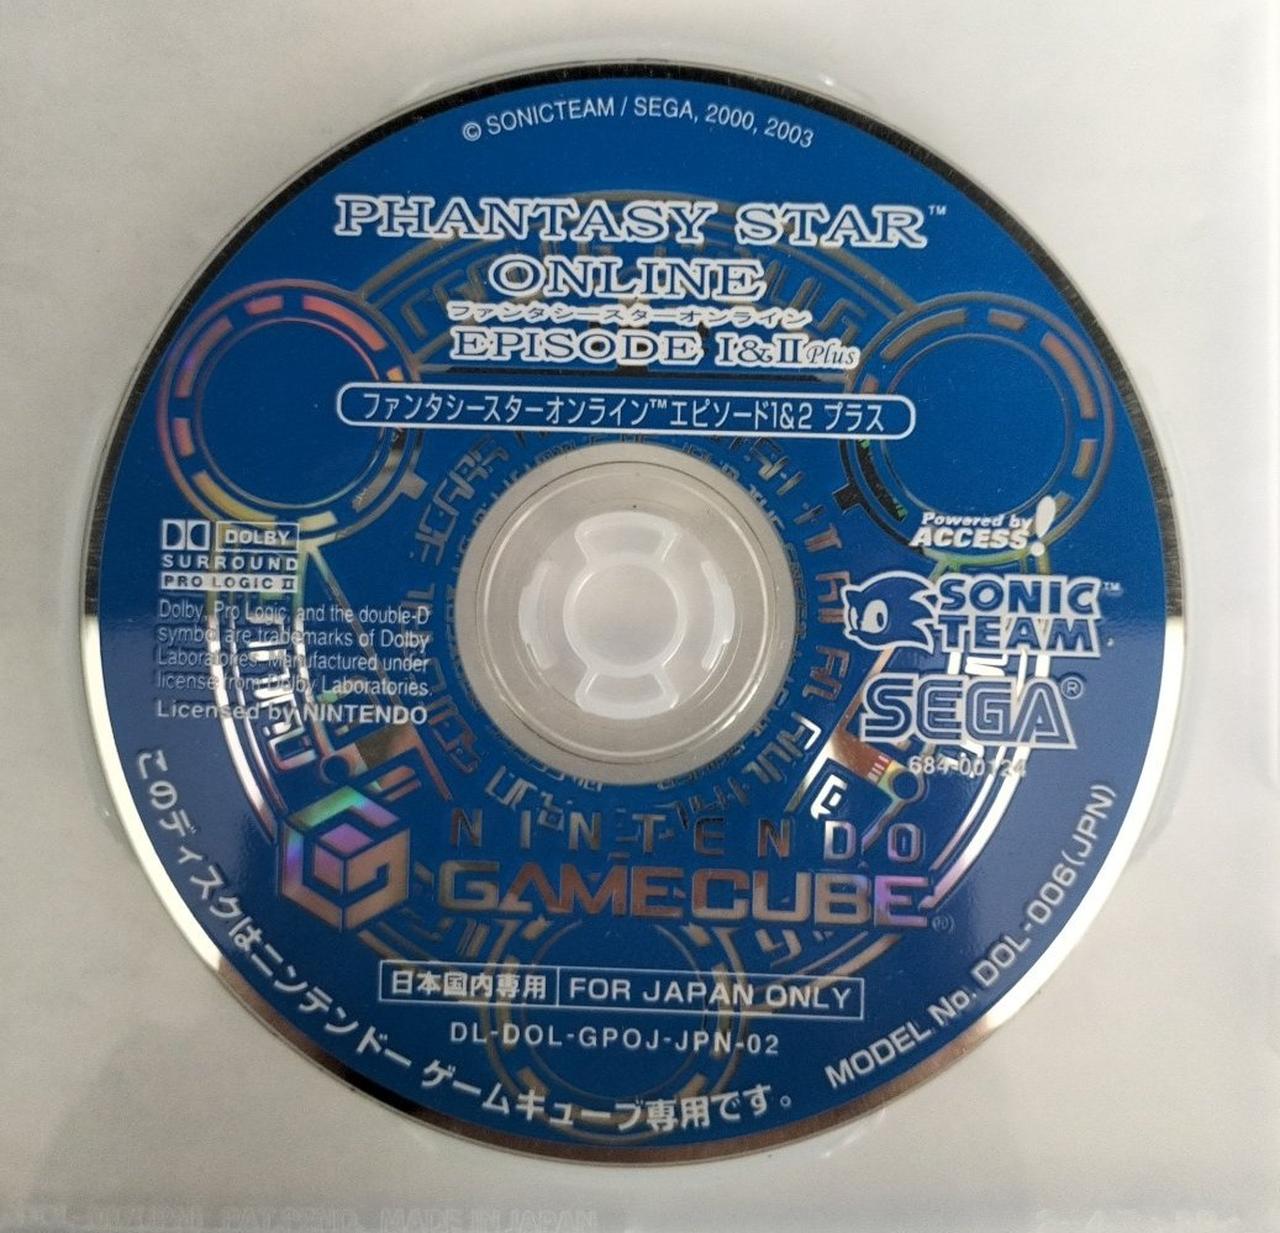 © SONICTEAM / SEGA, 2000, 2003
PHANTASY STAR™
ONLINE
ファンタシースターオンライン
EPISODE I&II Plus
ファンタシースターオンライン™エピソード1&2 プラス
DOLBY
SURROUND
PRO LOGIC II
Dolby, Pro Logic, and the double-D
symbol are trademarks of Dolby
Laboratories. Manufactured under
license from Dolby Laboratories.
Licensed by NINTENDO
Powered by
ACCESS!
SONIC™
TEAM
SEGA®
684-00124
NINTENDO
GAMECUBE®
日本国内専用 FOR JAPAN ONLY
DL-DOL-GPOJ-JPN-02
このディスクはニンテンドー ゲームキューブ専用です。
MODEL No. DOL-006(JPN)
MADE IN JAPAN